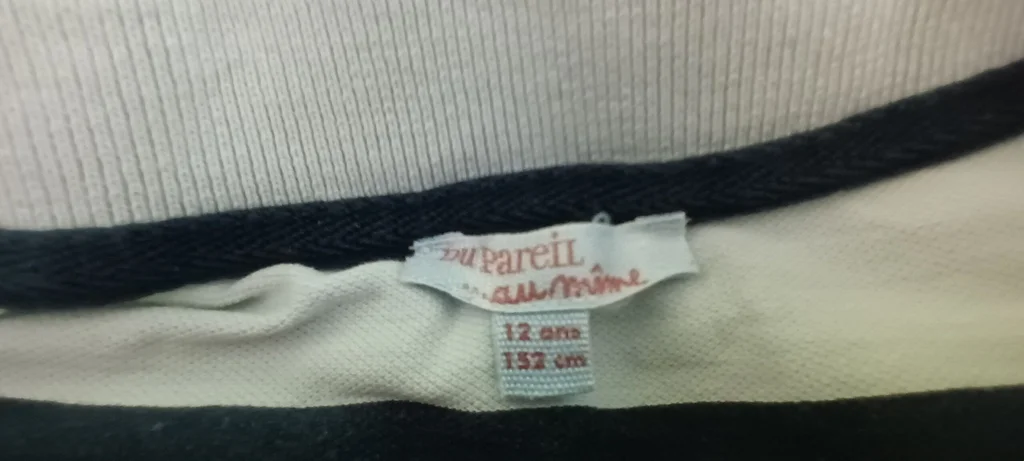 Du Pareil
...au même
12 ans
152 cm